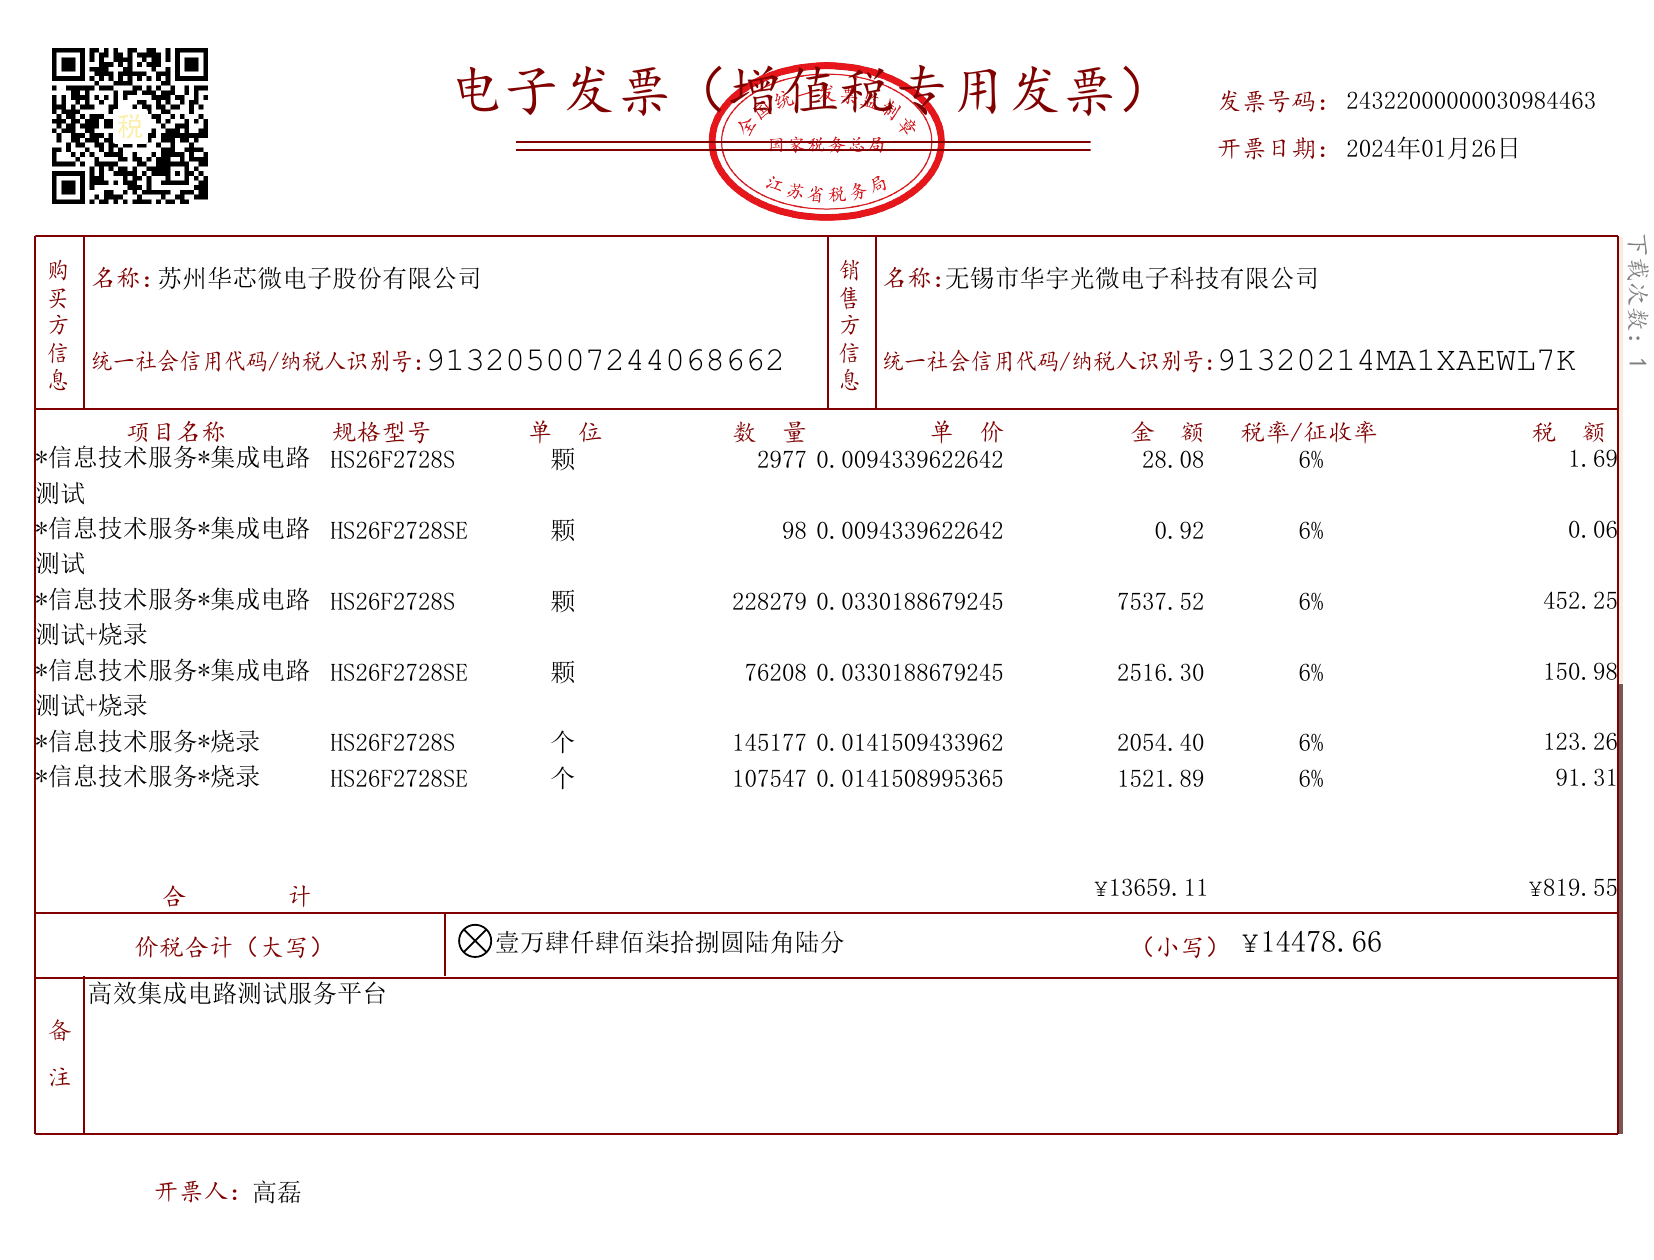 税
电子发票（增值税专用发票）
全国统一发票监制章
国家税务总局
江苏省税务局
发票号码：24322000000030984463
开票日期：2024年01月26日
下载次数：1
购买方信息
名称：苏州华芯微电子股份有限公司
统一社会信用代码/纳税人识别号：913205007244068662
销售方信息
名称：无锡市华宇光微电子科技有限公司
统一社会信用代码/纳税人识别号：91320214MA1XAEWL7K
项目名称 规格型号 单位 数量 单价 金额 税率/征收率 税额
*信息技术服务*集成电路 HS26F2728S 颗 2977 0.0094339622642 28.08 6% 1.69
测试
*信息技术服务*集成电路 HS26F2728SE 颗 98 0.0094339622642 0.92 6% 0.06
测试
*信息技术服务*集成电路 HS26F2728S 颗 228279 0.0330188679245 7537.52 6% 452.25
测试+烧录
*信息技术服务*集成电路 HS26F2728SE 颗 76208 0.0330188679245 2516.30 6% 150.98
测试+烧录
*信息技术服务*烧录 HS26F2728S 个 145177 0.0141509433962 2054.40 6% 123.26
*信息技术服务*烧录 HS26F2728SE 个 107547 0.0141508995365 1521.89 6% 91.31
合计 ¥13659.11 ¥819.55
价税合计（大写） 壹万肆仟肆佰柒拾捌圆陆角陆分 （小写） ¥14478.66
备注
高效集成电路测试服务平台
开票人：高磊